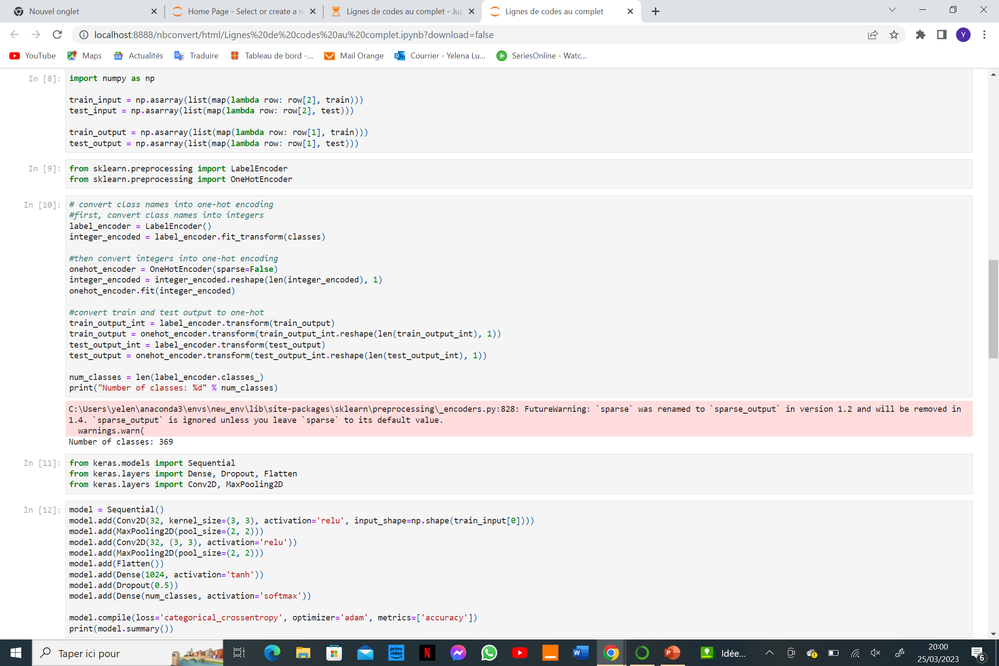 Nouvel onglet
Home Page - Select or create a n
Lignes de codes au complet - Jup
Lignes de codes au complet
localhost:8888/nbconvert/html/Lignes%20de%20codes%20au%20complet.ipynb?download=false
Y
YouTube
Maps
Actualités
Traduire
Tableau de bord -...
Mail Orange
Courrier - Yelena Lu...
SeriesOnline - Watc...
In [8]:
import numpy as np
train_input = np.asarray(list(map(lambda row: row[2], train)))
test_input = np.asarray(list(map(lambda row: row[2], test)))
train_output = np.asarray(list(map(lambda row: row[1], train)))
test_output = np.asarray(list(map(lambda row: row[1], test)))
In [9]:
from sklearn.preprocessing import LabelEncoder
from sklearn.preprocessing import OneHotEncoder
In [10]:
# convert class names into one-hot encoding
#first, convert class names into integers
label_encoder = LabelEncoder()
integer_encoded = label_encoder.fit_transform(classes)
#then convert integers into one-hot encoding
onehot_encoder = OneHotEncoder(sparse=False)
integer_encoded = integer_encoded.reshape(len(integer_encoded), 1)
onehot_encoder.fit(integer_encoded)
#convert train and test output to one-hot
train_output_int = label_encoder.transform(train_output)
train_output = onehot_encoder.transform(train_output_int.reshape(len(train_output_int), 1))
test_output_int = label_encoder.transform(test_output)
test_output = onehot_encoder.transform(test_output_int.reshape(len(test_output_int), 1))
num_classes = len(label_encoder.classes_)
print("Number of classes: %d" % num_classes)
C:\Users\yelen\anaconda3\envs\new_env\lib\site-packages\sklearn\preprocessing\_encoders.py:828: FutureWarning: `sparse` was renamed to `sparse_output` in version 1.2 and will be removed in
1.4. `sparse_output` is ignored unless you leave `sparse` to its default value.
warnings.warn(
Number of classes: 369
In [11]:
from keras.models import Sequential
from keras.layers import Dense, Dropout, Flatten
from keras.layers import Conv2D, MaxPooling2D
In [12]:
model = Sequential()
model.add(Conv2D(32, kernel_size=(3, 3), activation='relu', input_shape=np.shape(train_input[0])))
model.add(MaxPooling2D(pool_size=(2, 2)))
model.add(Conv2D(32, (3, 3), activation='relu'))
model.add(MaxPooling2D(pool_size=(2, 2)))
model.add(Flatten())
model.add(Dense(1024, activation='tanh'))
model.add(Dropout(0.5))
model.add(Dense(num_classes, activation='softmax'))
model.compile(loss='categorical_crossentropy', optimizer='adam', metrics=['accuracy'])
print(model.summary())
Taper ici pour
prime video
N
W
P
Idée...
20:00
25/03/2023
6